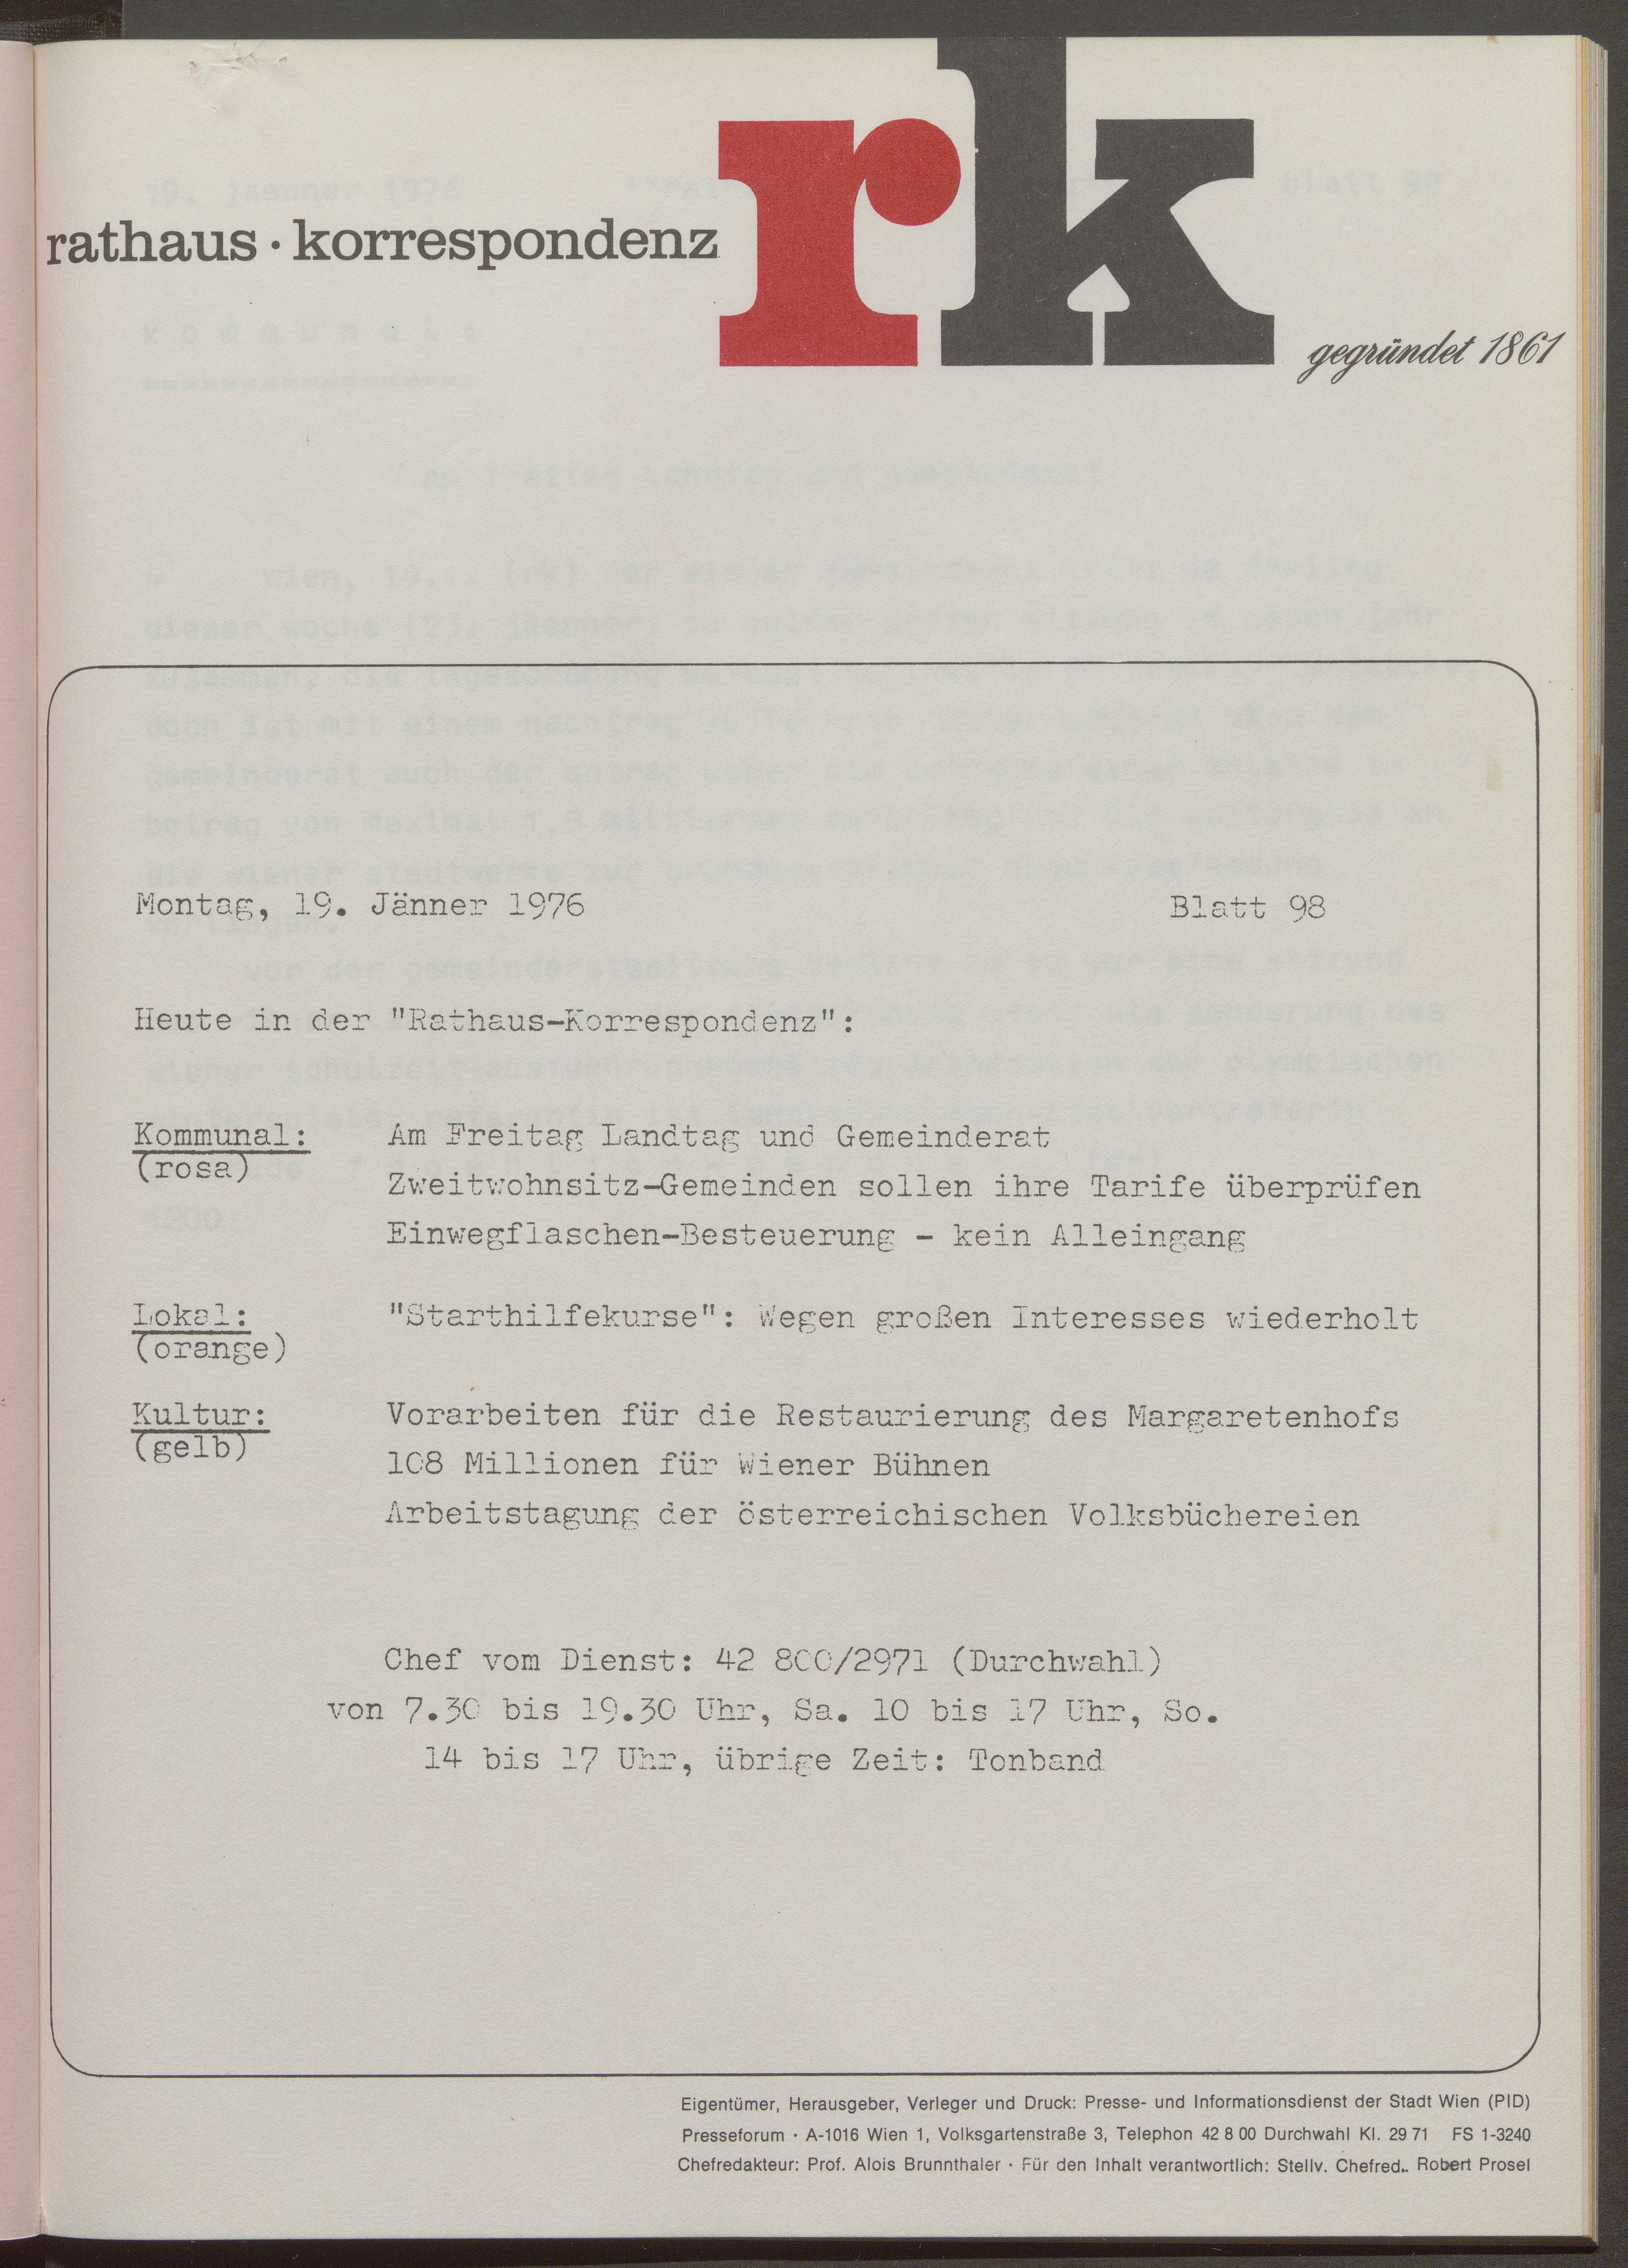 rk
rathaus · korrespondenz
gegründet 1861
Montag, 19. Jänner 1976 Blatt 98
Heute in der "Rathaus-Korrespondenz":
Kommunal: Am Freitag Landtag und Gemeinderat
(rosa)
Zweitwohnsitz-Gemeinden sollen ihre Tarife überprüfen
Einwegflaschen-Besteuerung - kein Alleingang
Lokal: "Starthilfekurse": Wegen großen Interesses wiederholt
(orange)
Kultur: Vorarbeiten für die Restaurierung des Margaretenhofs
(gelb)
108 Millionen für Wiener Bühnen
Arbeitstagung der österreichischen Volksbüchereien
Chef vom Dienst: 42 800/2971 (Durchwahl)
von 7.30 bis 19.30 Uhr, Sa. 10 bis 17 Uhr, So.
14 bis 17 Uhr, übrige Zeit: Tonband
Eigentümer, Herausgeber, Verleger und Druck: Presse- und Informationsdienst der Stadt Wien (PID)
Presseforum · A-1016 Wien 1, Volksgartenstraße 3, Telephon 42 8 00 Durchwahl Kl. 29 71 FS 1-3240
Chefredakteur: Prof. Alois Brunnthaler · Für den Inhalt verantwortlich: Stellv. Chefred.. Robert Prosel